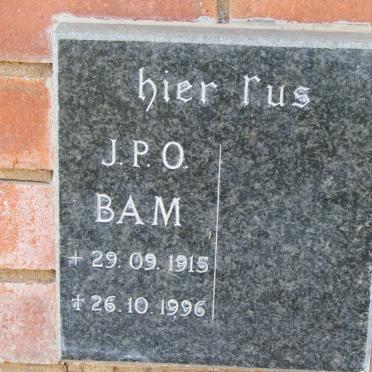 hier rus
J.P.O.
BAM
+ 29.09.1915
† 26.10.1996